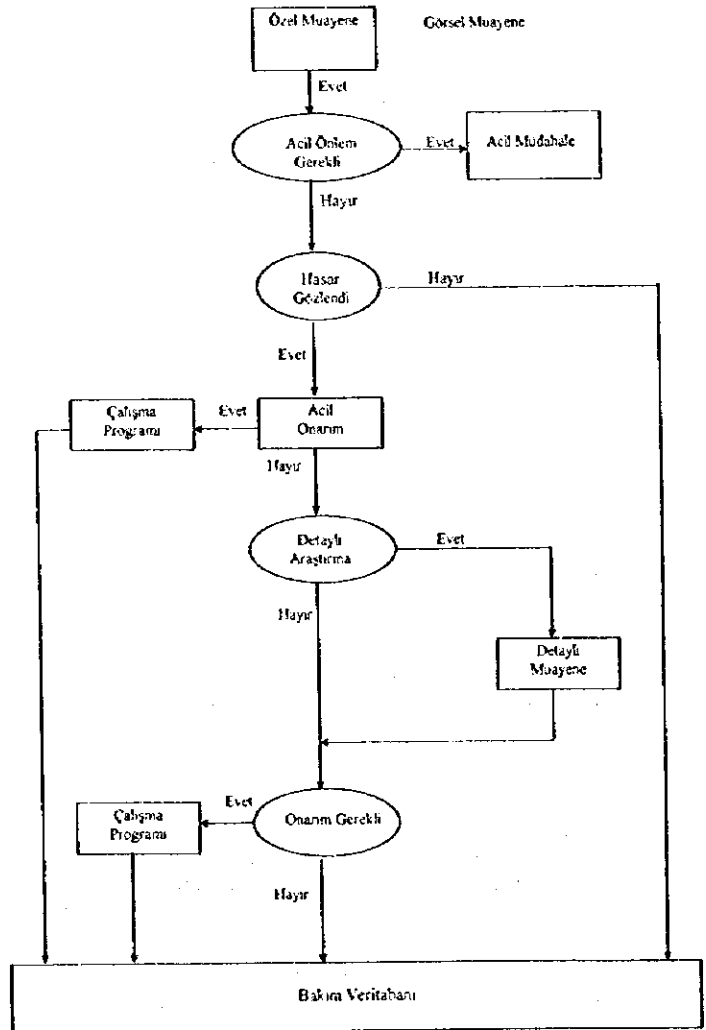 Özel Muayene
Görsel Muayene
Evet
Acil Önlem
Gerekli
Evet
Acil Müdahale
Hayır
Hasar
Gözlendi
Hayır
Evet
Çalışma
Programı
Evet
Acil
Onarım
Hayır
Detaylı
Araştırma
Evet
Hayır
Detaylı
Muayene
Çalışma
Programı
Evet
Onarım Gerekli
Hayır
Bakım Veritabanı